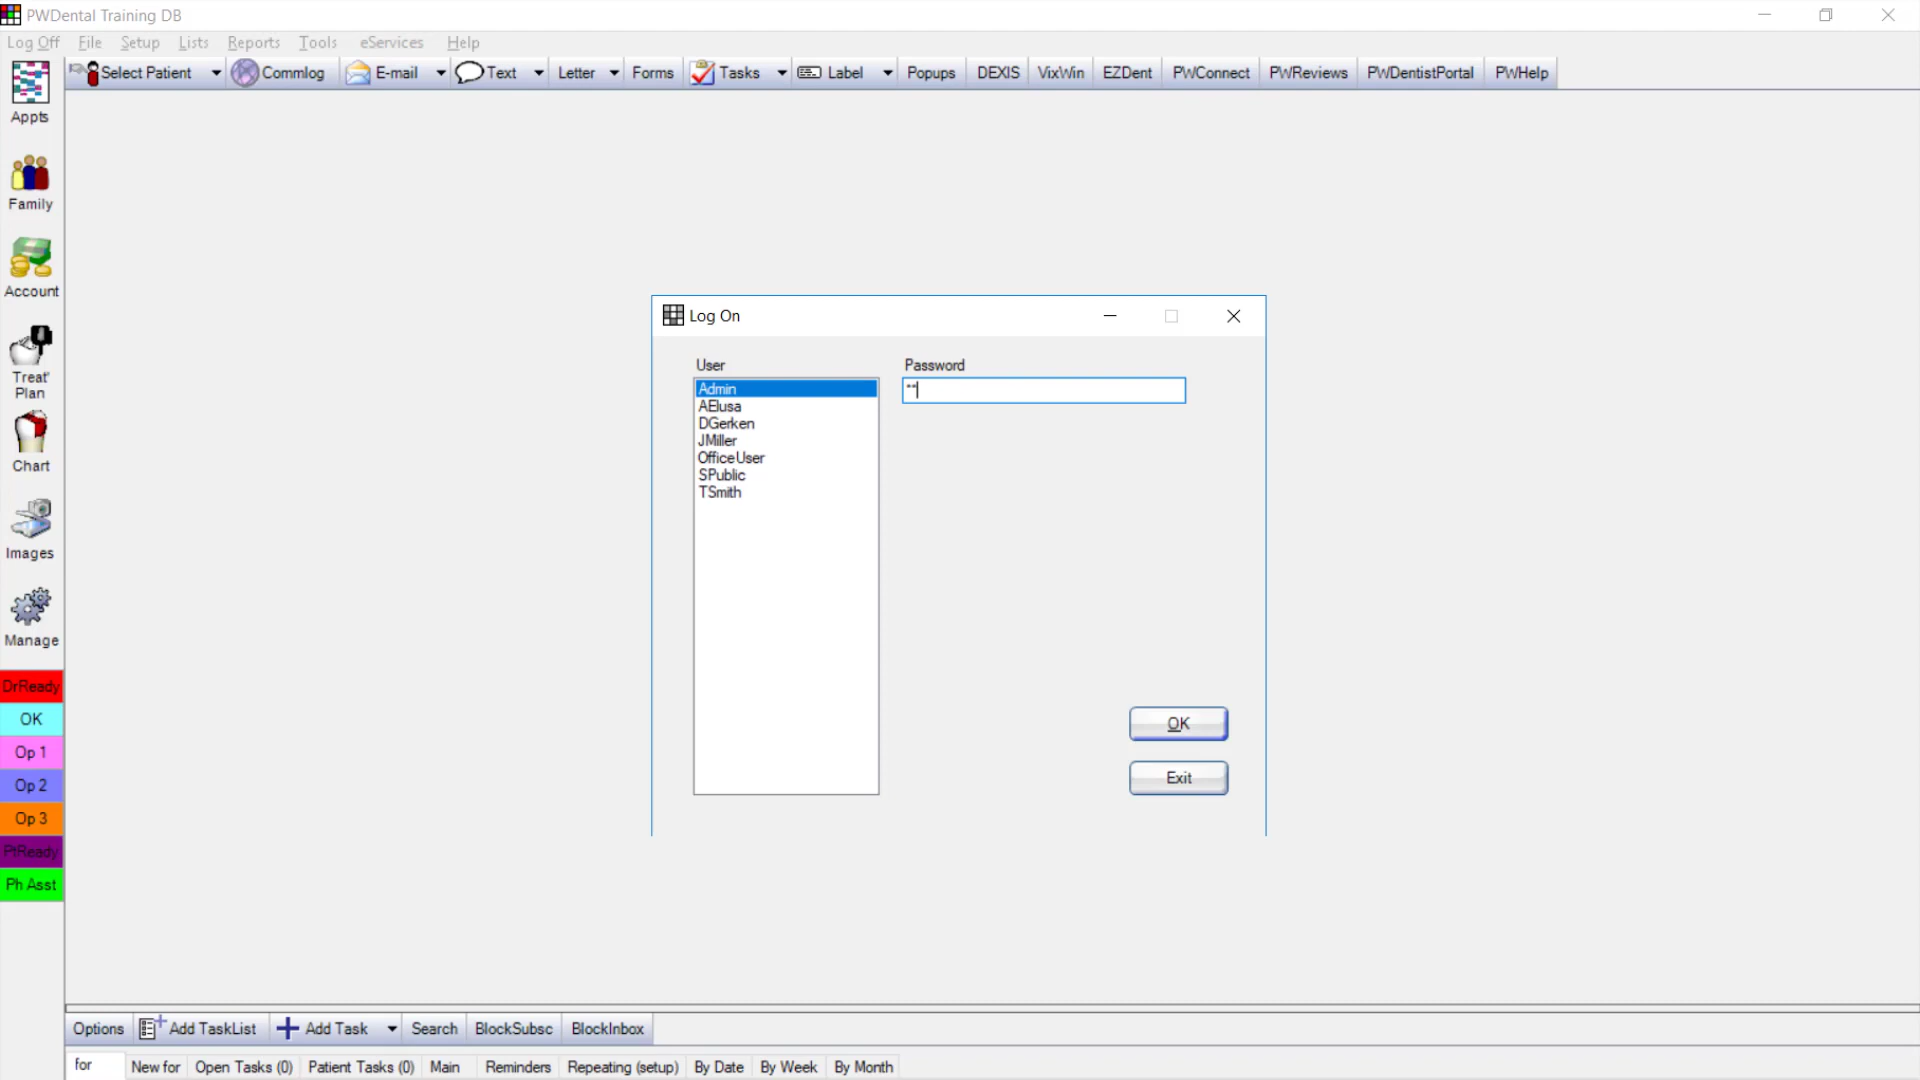 PWDental Training DB
Log Off File Setup Lists Reports Tools eServices Help
Select Patient Commlog E-mail Text Letter Forms Tasks Label Popups DEXIS VixWin EZDent PWConnect PWReviews PWDentistPortal PWHelp
Appts
Family
Account
Treat'
Plan
Chart
Images
Manage
DrReady
OK
Op 1
Op 2
Op 3
PtReady
Ph Asst
Log On
User
Password
Admin
**
AElusa
DGerken
JMiller
OfficeUser
SPublic
TSmith
OK
Exit
Options Add TaskList Add Task Search BlockSubsc BlockInbox
for New for Open Tasks (0) Patient Tasks (0) Main Reminders Repeating (setup) By Date By Week By Month